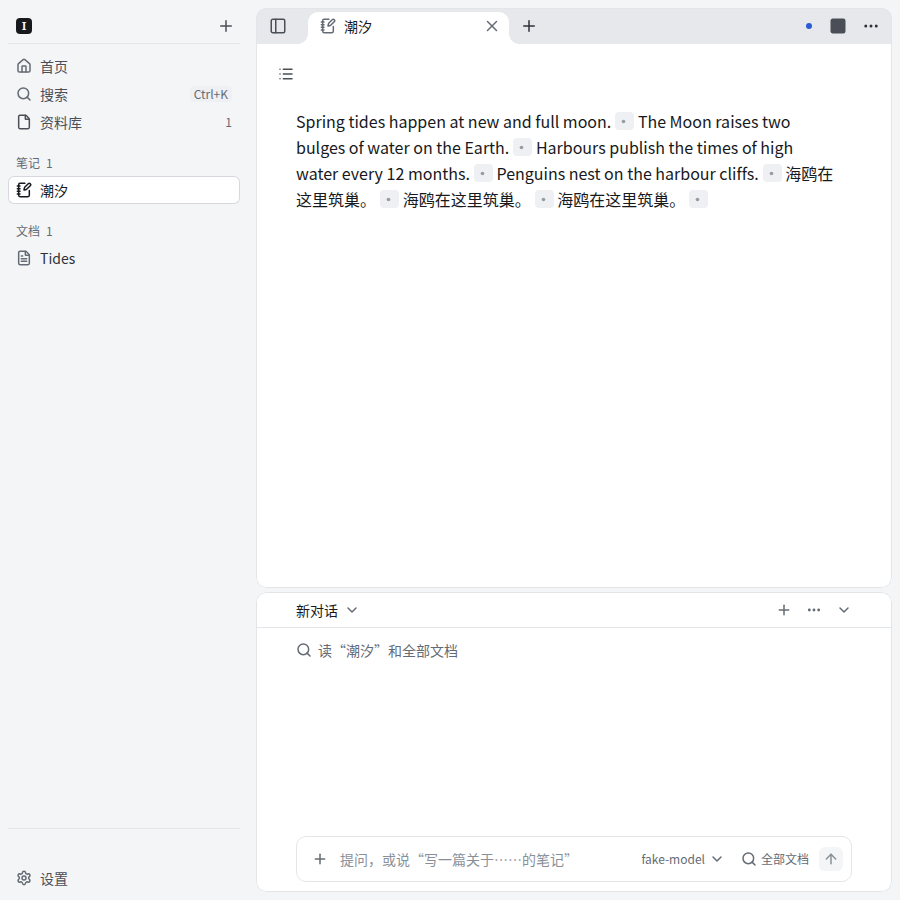 I
首页
搜索 Ctrl+K
资料库 1
笔记 1
潮汐
文档 1
Tides
设置
潮汐
Spring tides happen at new and full moon. The Moon raises two
bulges of water on the Earth. Harbours publish the times of high
water every 12 months. Penguins nest on the harbour cliffs. 海鸥在
这里筑巢。 海鸥在这里筑巢。 海鸥在这里筑巢。
新对话
读“潮汐”和全部文档
提问，或说“写一篇关于……的笔记” fake-model 全部文档